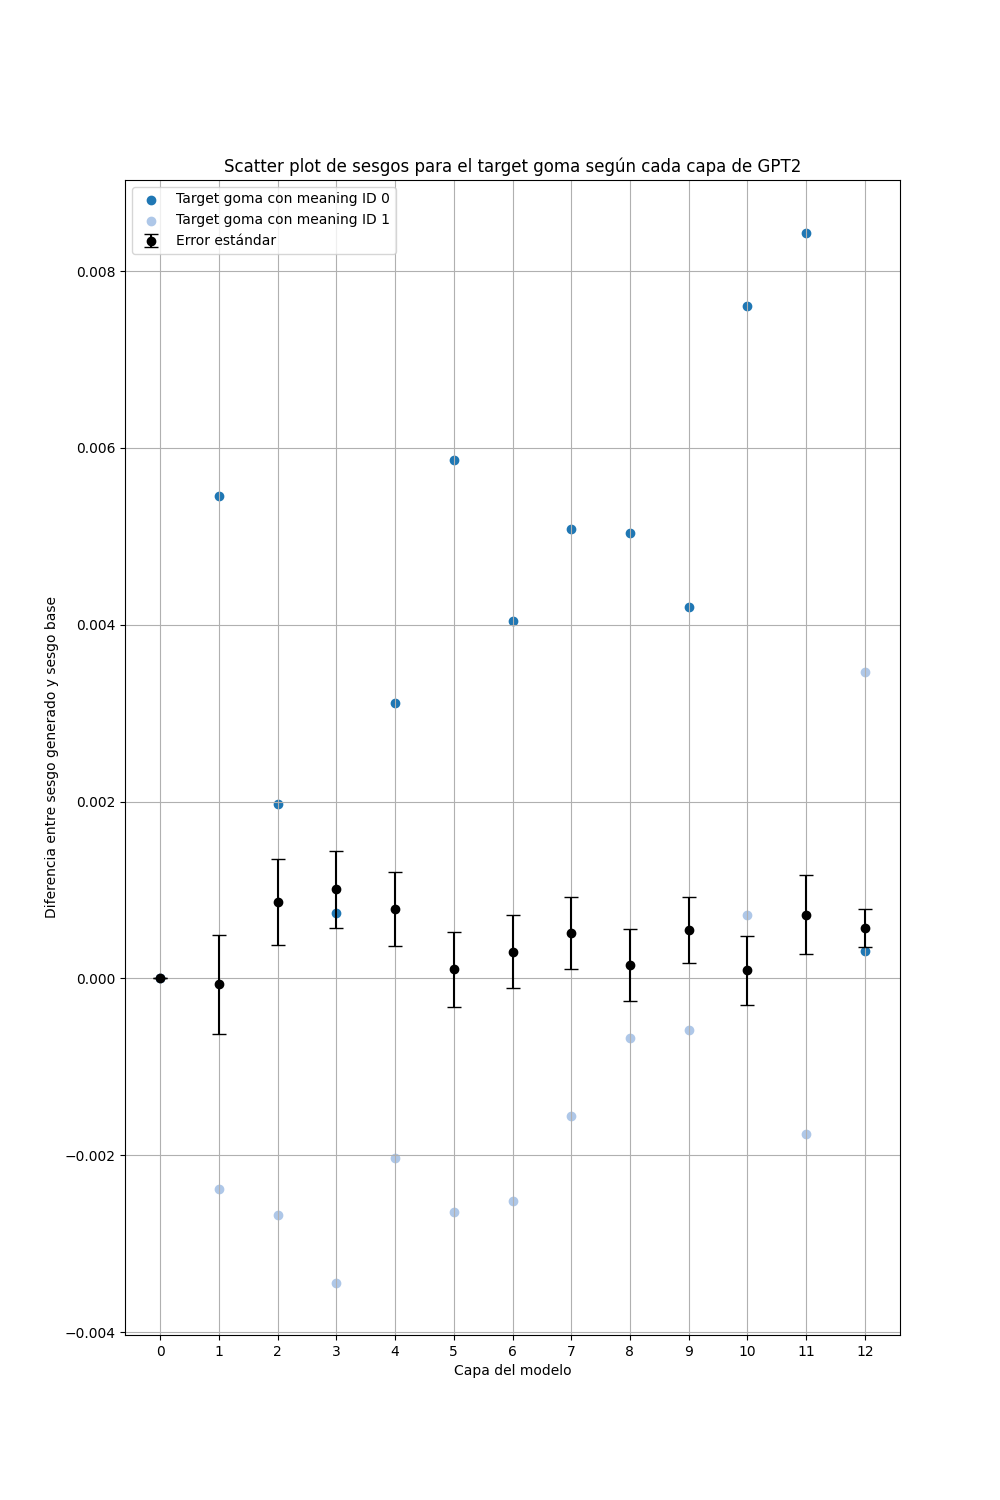 Scatter plot de sesgos para el target goma según cada capa de GPT2
Target goma con meaning ID 0
Target goma con meaning ID 1
Error estándar
0.008
0.006
0.004
0.002
0.000
−0.002
−0.004
Diferencia entre sesgo generado y sesgo base
0 1 2 3 4 5 6 7 8 9 10 11 12
Capa del modelo